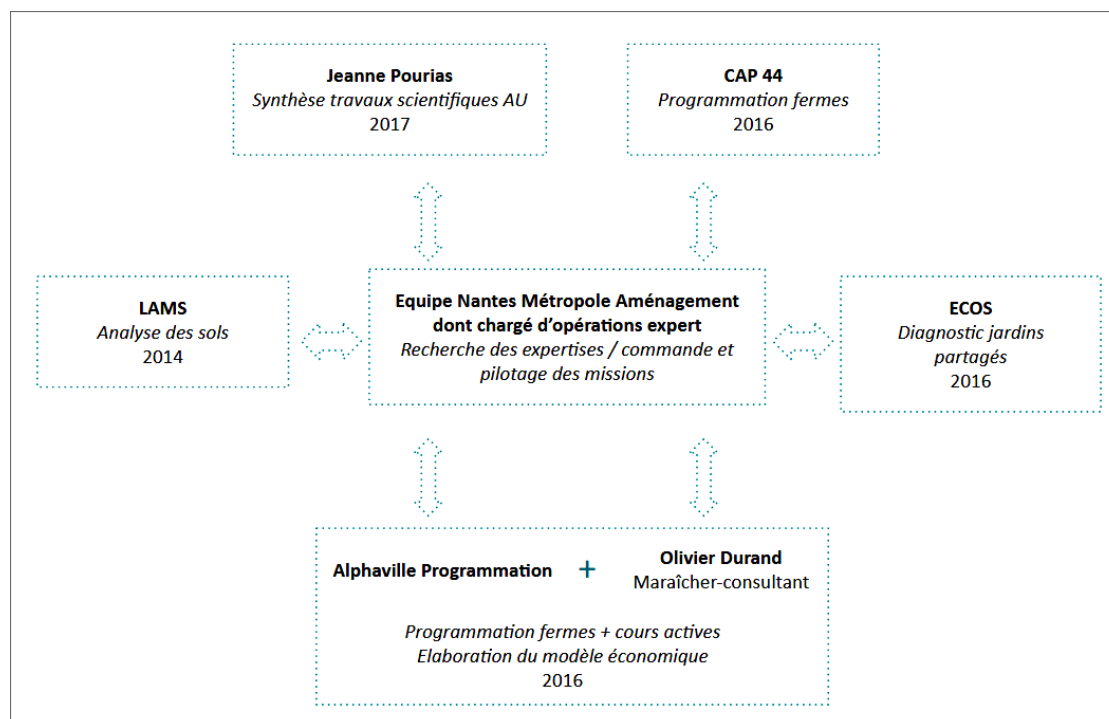 Jeanne Pourias
Synthèse travaux scientifiques AU
2017
CAP 44
Programmation fermes
2016
LAMS
Analyse des sols
2014
Equipe Nantes Métropole Aménagement
dont chargé d'opérations expert
Recherche des expertises / commande et
pilotage des missions
ECOS
Diagnostic jardins
partagés
2016
Alphaville Programmation
+
Olivier Durand
Maraîcher-consultant
Programmation fermes + cours actives
Elaboration du modèle économique
2016